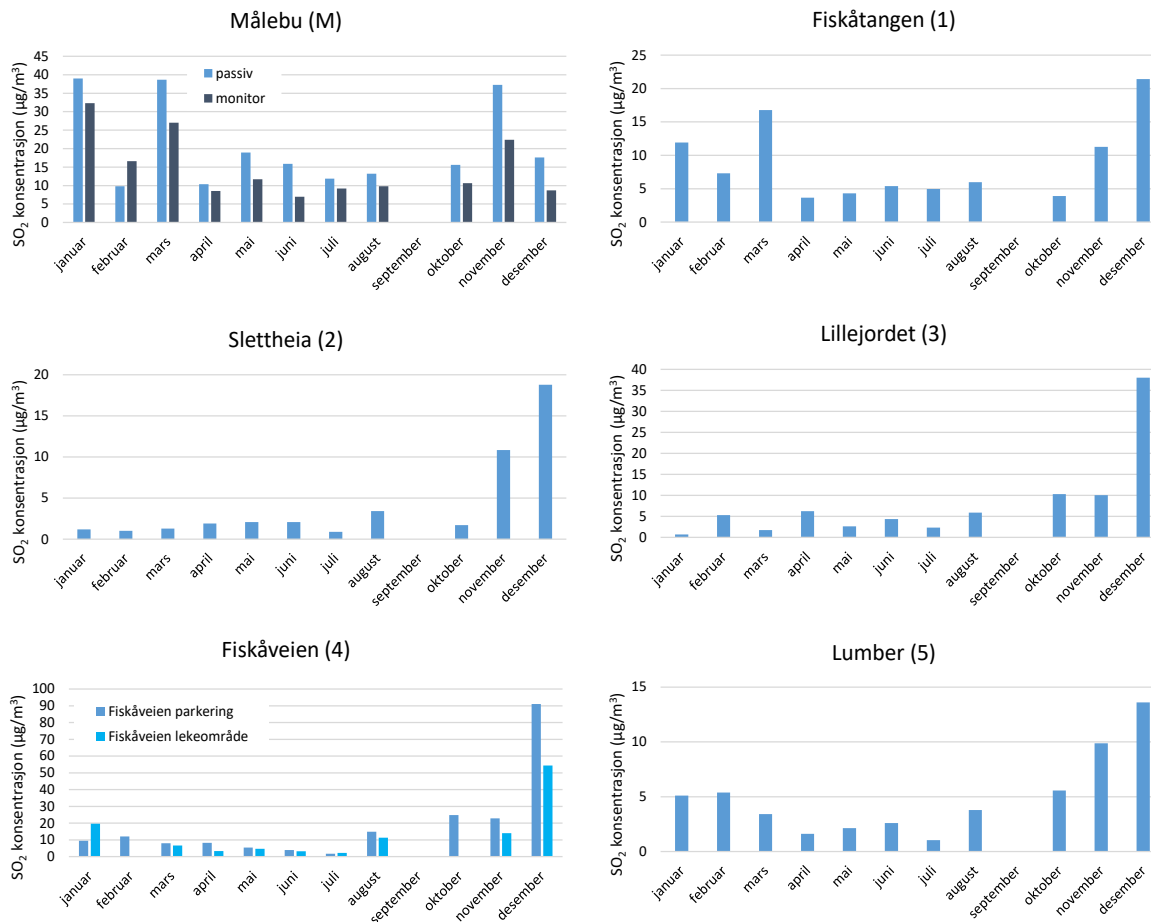 Målebu (M)
SO₂ konsentrasjon (µg/m³)
45
40
35
30
25
20
15
10
5
0
passiv
monitor
januar
februar
mars
april
mai
juni
juli
august
september
oktober
november
desember
Fiskåtangen (1)
SO₂ konsentrasjon (µg/m³)
25
20
15
10
5
0
januar
februar
mars
april
mai
juni
juli
august
september
oktober
november
desember
Slettheia (2)
SO₂ konsentrasjon (µg/m³)
20
15
10
5
0
januar
februar
mars
april
mai
juni
juli
august
september
oktober
november
desember
Lillejordet (3)
SO₂ konsentrasjon (µg/m³)
40
35
30
25
20
15
10
5
0
januar
februar
mars
april
mai
juni
juli
august
september
oktober
november
desember
Fiskåveien (4)
SO₂ konsentrasjon (µg/m³)
100
90
80
70
60
50
40
30
20
10
0
Fiskåveien parkering
Fiskåveien lekeområde
januar
februar
mars
april
mai
juni
juli
august
september
oktober
november
desember
Lumber (5)
SO₂ konsentrasjon (µg/m³)
15
10
5
0
januar
februar
mars
april
mai
juni
juli
august
september
oktober
november
desember